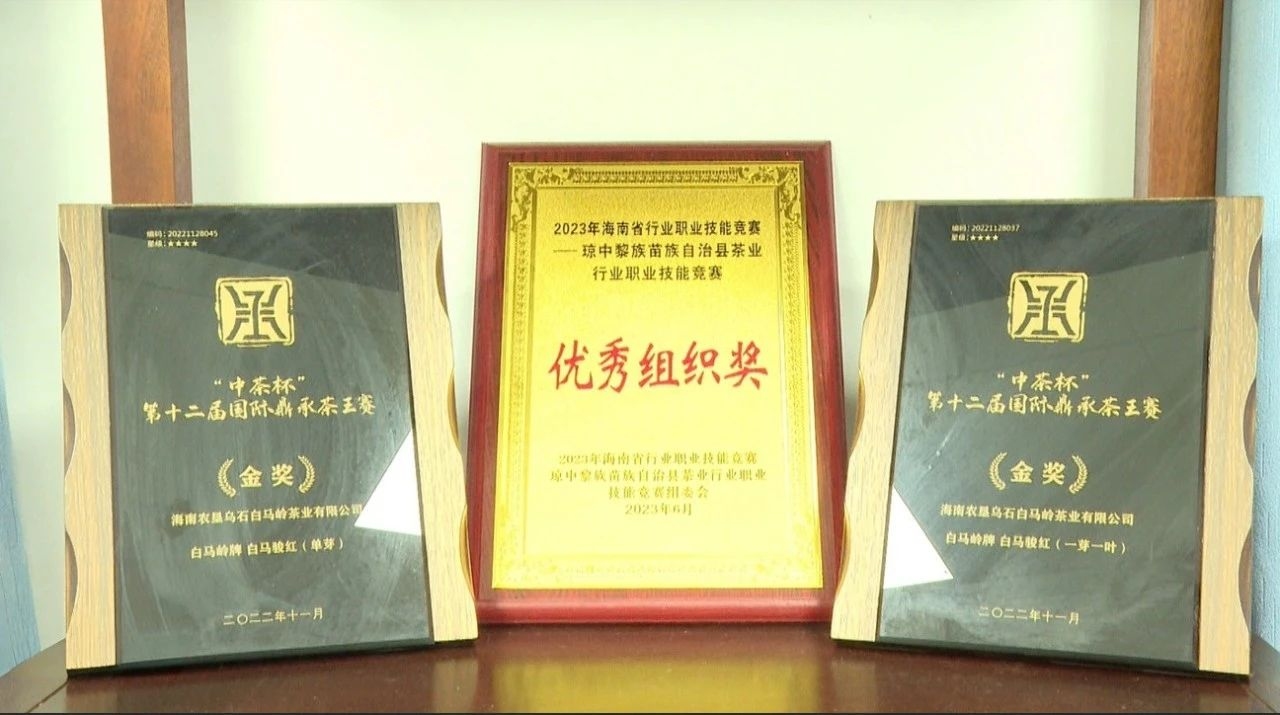 编码:20221128045
星级:★★★★
“中茶杯”
第十二届国际鼎承茶王赛
金奖
海南农垦乌石白马岭茶业有限公司
白马岭牌 白马骏红（单芽）
二〇二二年十一月
2023年海南省行业职业技能竞赛
——琼中黎族苗族自治县茶业
行业职业技能竞赛
优秀组织奖
2023年海南省行业职业技能竞赛
琼中黎族苗族自治县茶业行业职业
技能竞赛组委会
2023年6月
编码:20221128037
星级:★★★★
“中茶杯”
第十二届国际鼎承茶王赛
金奖
海南农垦乌石白马岭茶业有限公司
白马岭牌 白马骏红（一芽一叶）
二〇二二年十一月